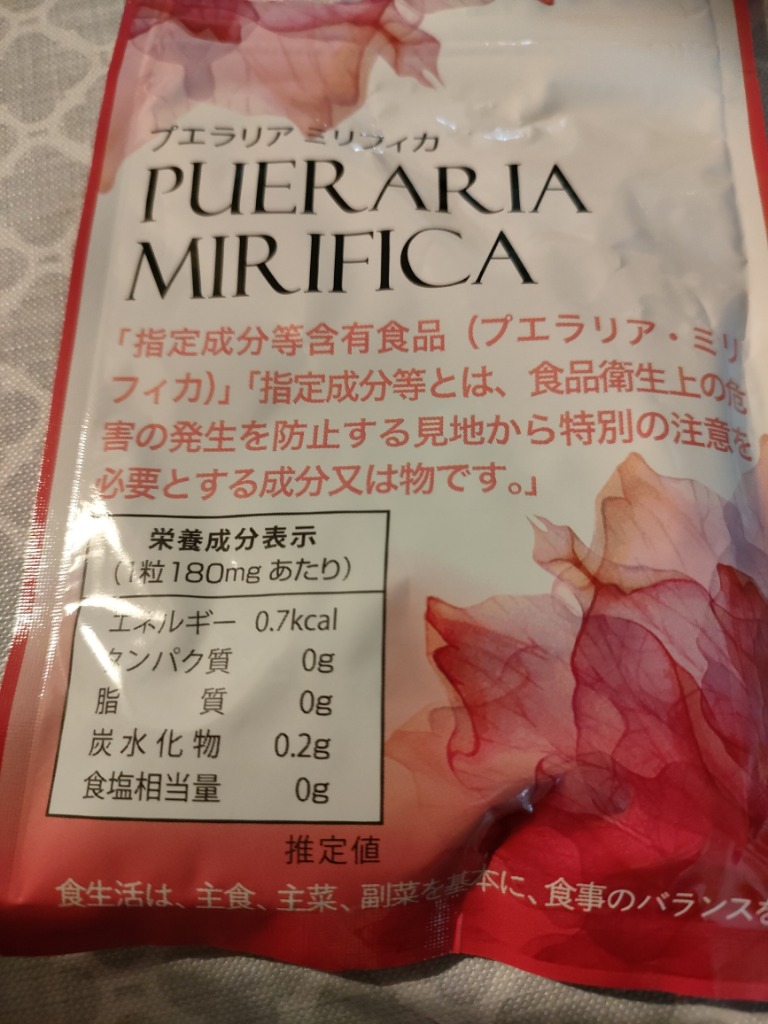 プエラリア ミリフィカ
PUERARIA
MIRIFICA
「指定成分等含有食品（プエラリア・ミリ
フィカ）」「指定成分等とは、食品衛生上の危
害の発生を防止する見地から特別の注意を
必要とする成分又は物です。」
栄養成分表示
（1粒180mgあたり）
エネルギー 0.7kcal
タンパク質 0g
脂質 0g
炭水化物 0.2g
食塩相当量 0g
推定値
食生活は、主食、主菜、副菜を基本に、食事のバランスを